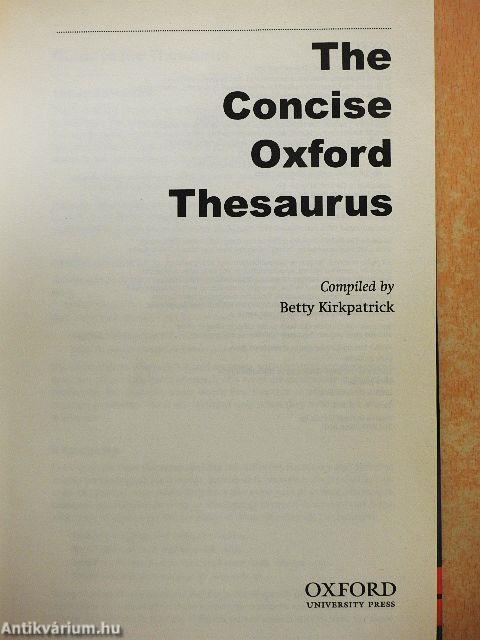 The
Concise
Oxford
Thesaurus
Compiled by
Betty Kirkpatrick
OXFORD
UNIVERSITY PRESS
Antikvárium.hu